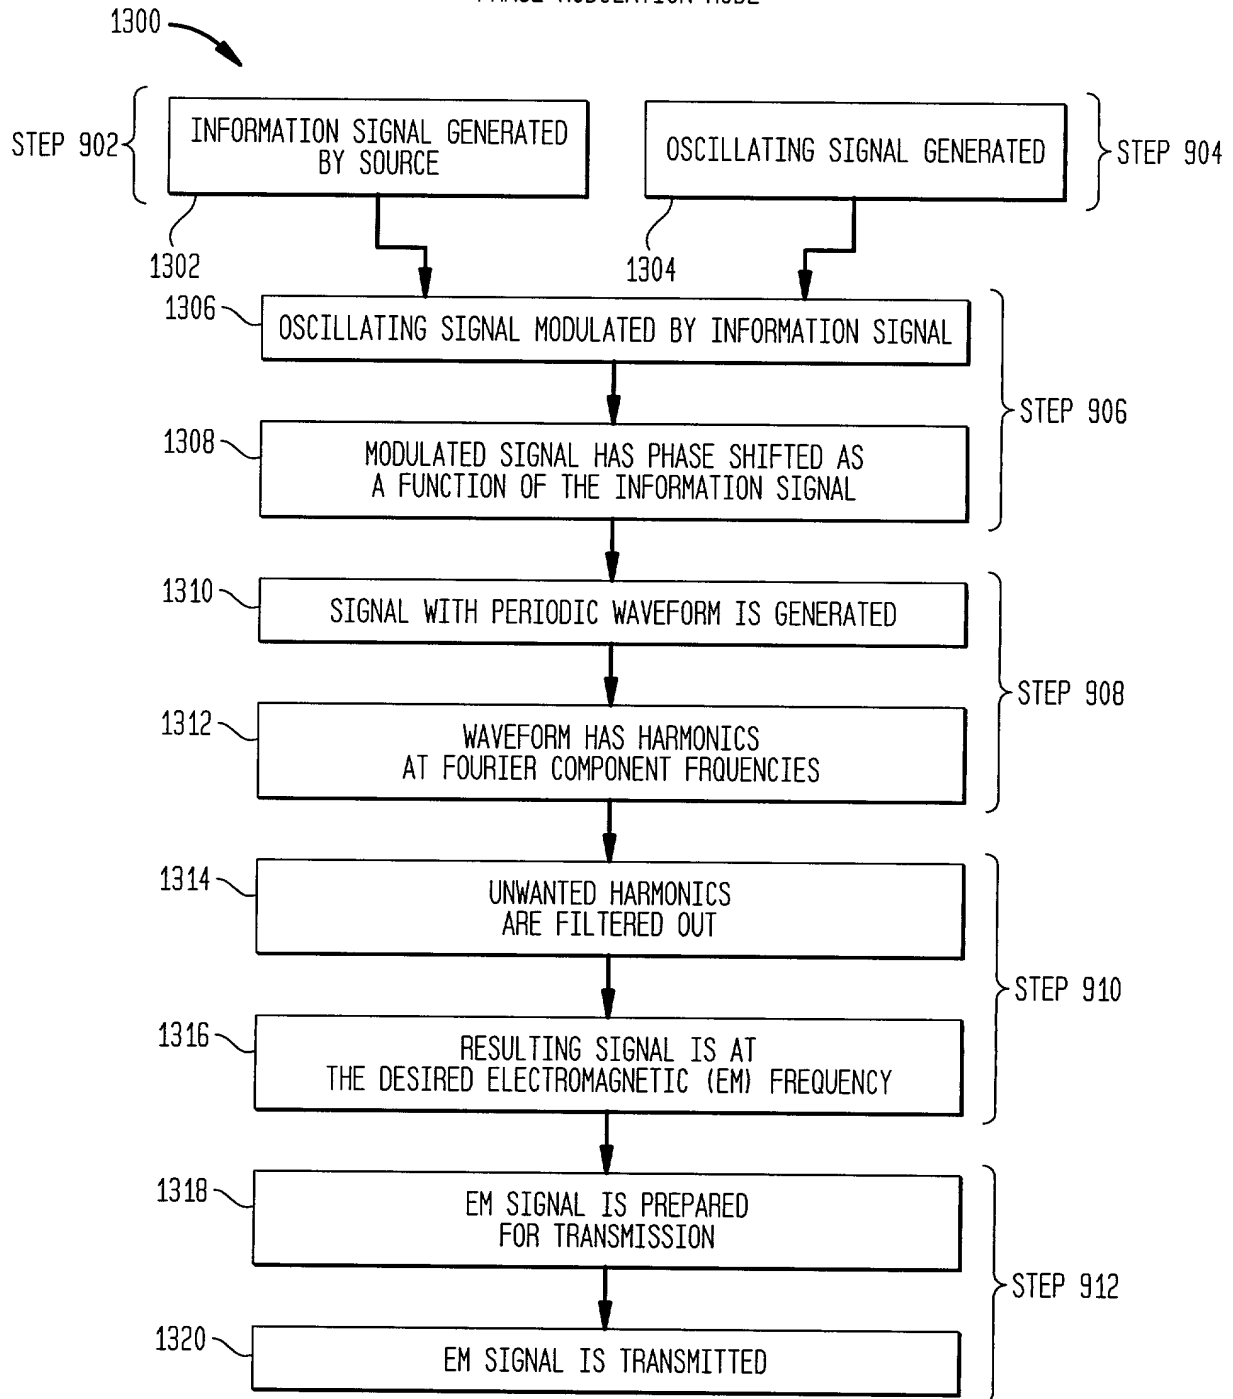 PHASE MODULATION MODE
1300
STEP 902
INFORMATION SIGNAL GENERATED
BY SOURCE
OSCILLATING SIGNAL GENERATED
STEP 904
1302
1304
1306
OSCILLATING SIGNAL MODULATED BY INFORMATION SIGNAL
STEP 906
1308
MODULATED SIGNAL HAS PHASE SHIFTED AS
A FUNCTION OF THE INFORMATION SIGNAL
1310
SIGNAL WITH PERIODIC WAVEFORM IS GENERATED
STEP 908
1312
WAVEFORM HAS HARMONICS
AT FOURIER COMPONENT FRQUENCIES
1314
UNWANTED HARMONICS
ARE FILTERED OUT
STEP 910
1316
RESULTING SIGNAL IS AT
THE DESIRED ELECTROMAGNETIC (EM) FREQUENCY
1318
EM SIGNAL IS PREPARED
FOR TRANSMISSION
STEP 912
1320
EM SIGNAL IS TRANSMITTED